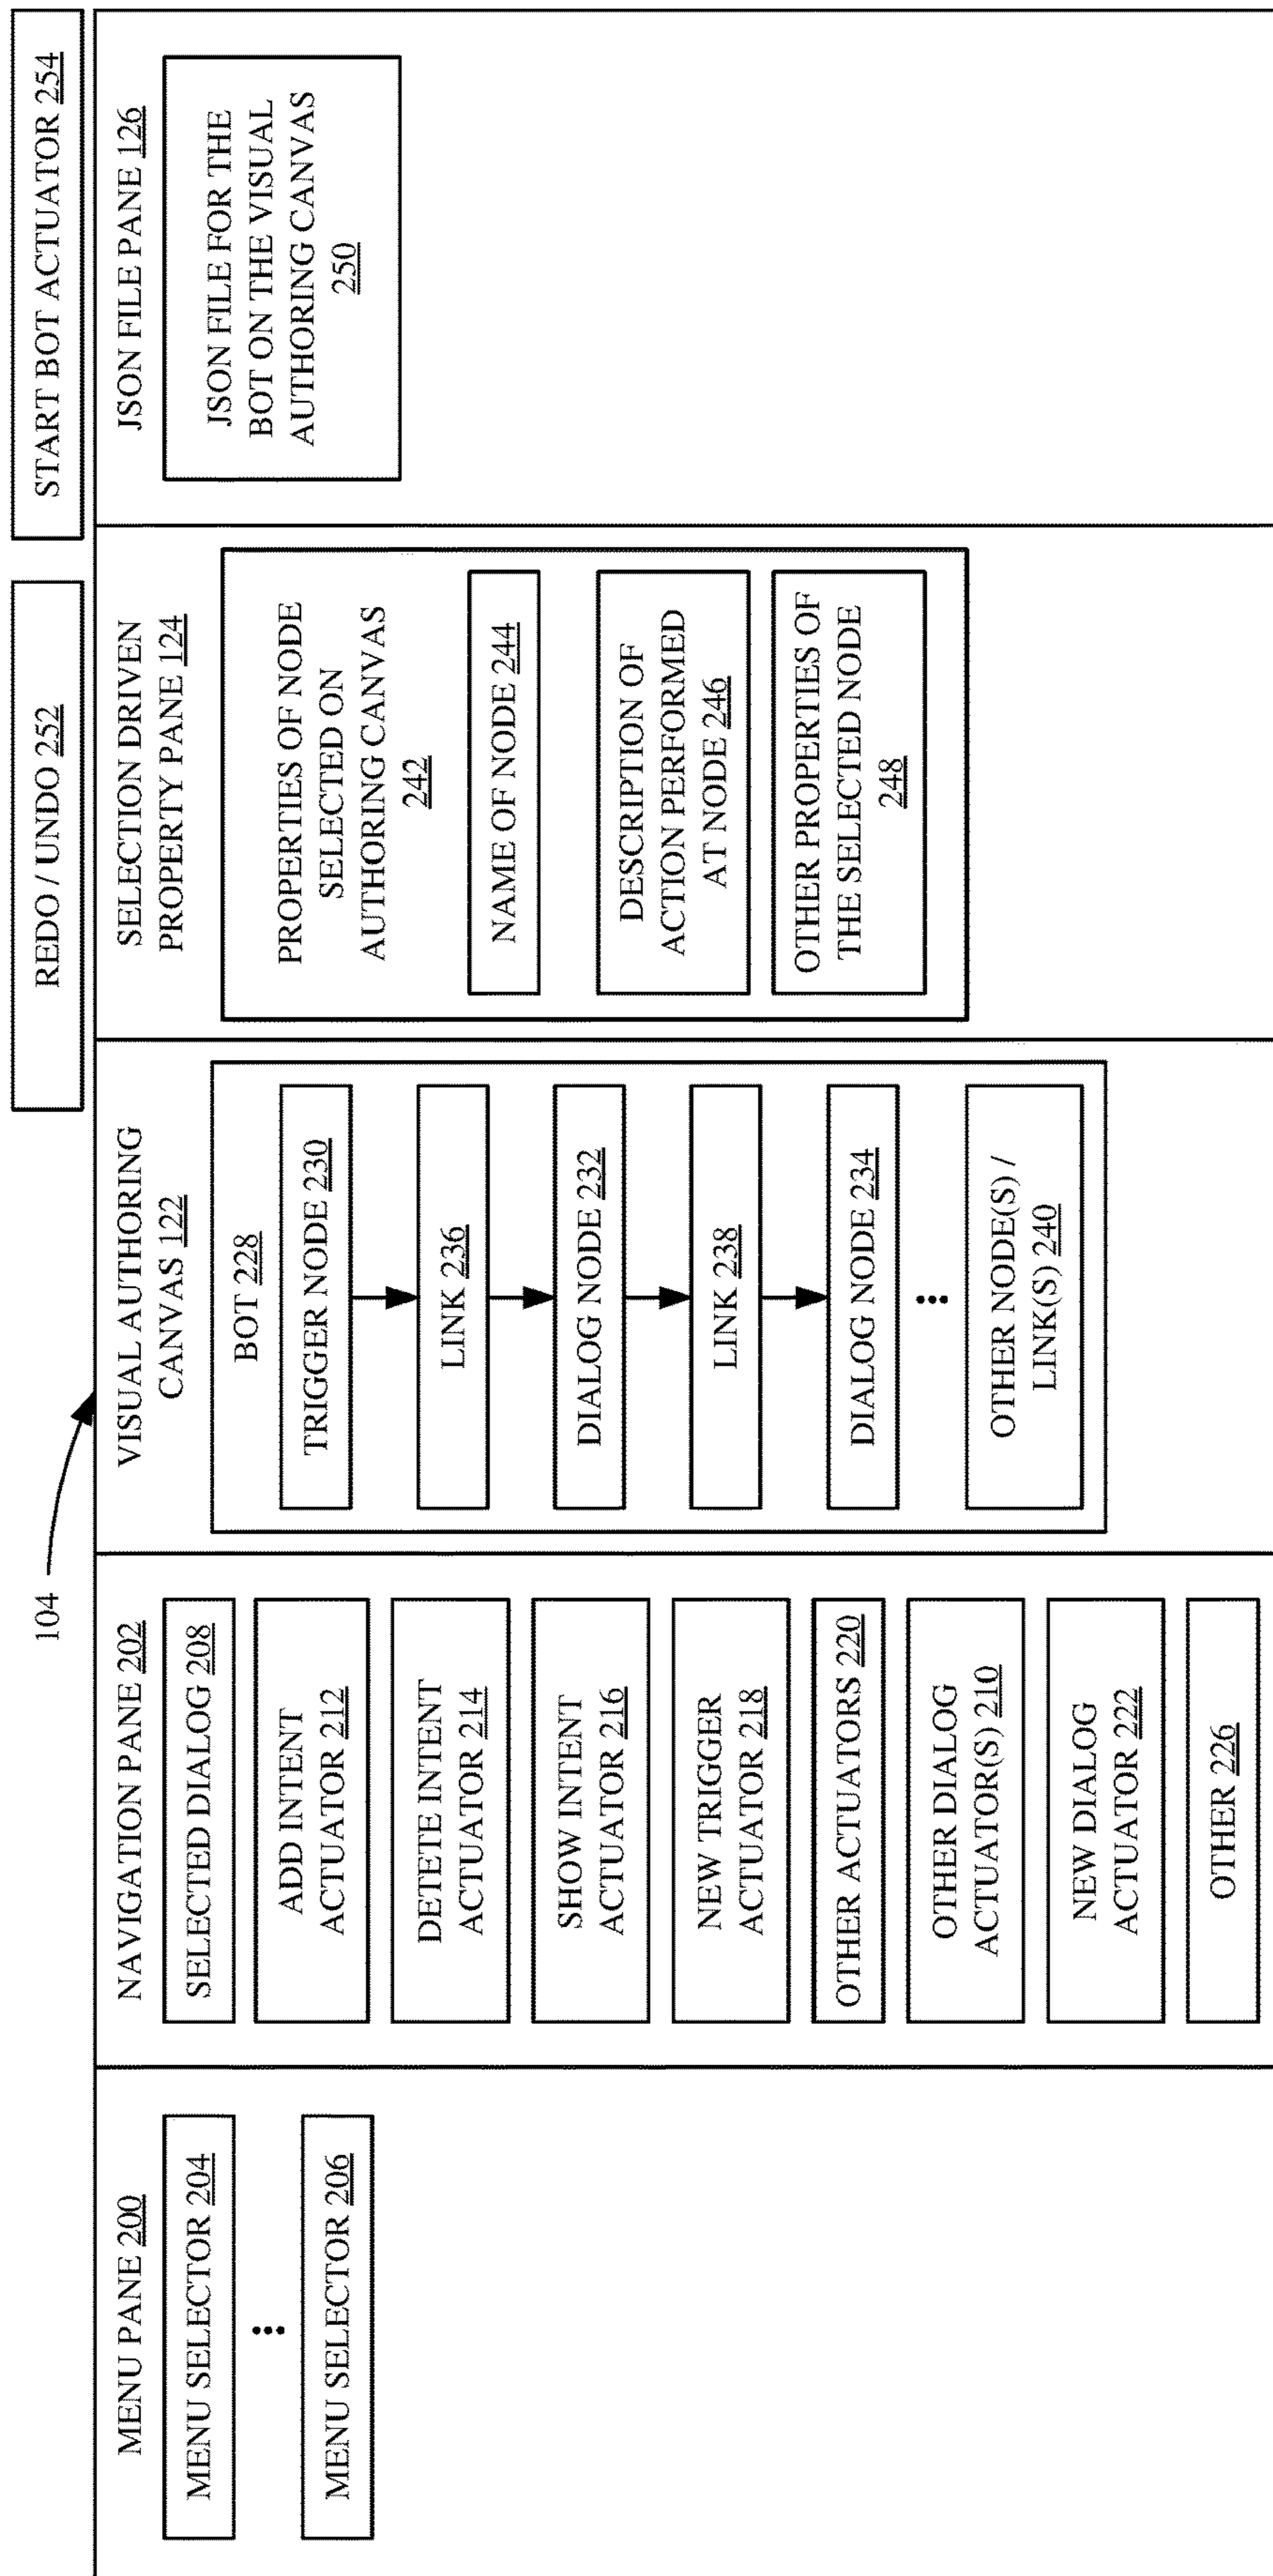 104
REDO / UNDO 252
START BOT ACTUATOR 254
MENU PANE 200
MENU SELECTOR 204
MENU SELECTOR 206
NAVIGATION PANE 202
SELECTED DIALOG 208
ADD INTENT
ACTUATOR 212
DETETE INTENT
ACTUATOR 214
SHOW INTENT
ACTUATOR 216
NEW TRIGGER
ACTUATOR 218
OTHER ACTUATORS 220
OTHER DIALOG
ACTUATOR(S) 210
NEW DIALOG
ACTUATOR 222
OTHER 226
VISUAL AUTHORING
CANVAS 122
BOT 228
TRIGGER NODE 230
LINK 236
DIALOG NODE 232
LINK 238
DIALOG NODE 234
OTHER NODE(S) /
LINK(S) 240
SELECTION DRIVEN
PROPERTY PANE 124
PROPERTIES OF NODE
SELECTED ON
AUTHORING CANVAS
242
NAME OF NODE 244
DESCRIPTION OF
ACTION PERFORMED
AT NODE 246
OTHER PROPERTIES OF
THE SELECTED NODE
248
JSON FILE PANE 126
JSON FILE FOR THE
BOT ON THE VISUAL
AUTHORING CANVAS
250